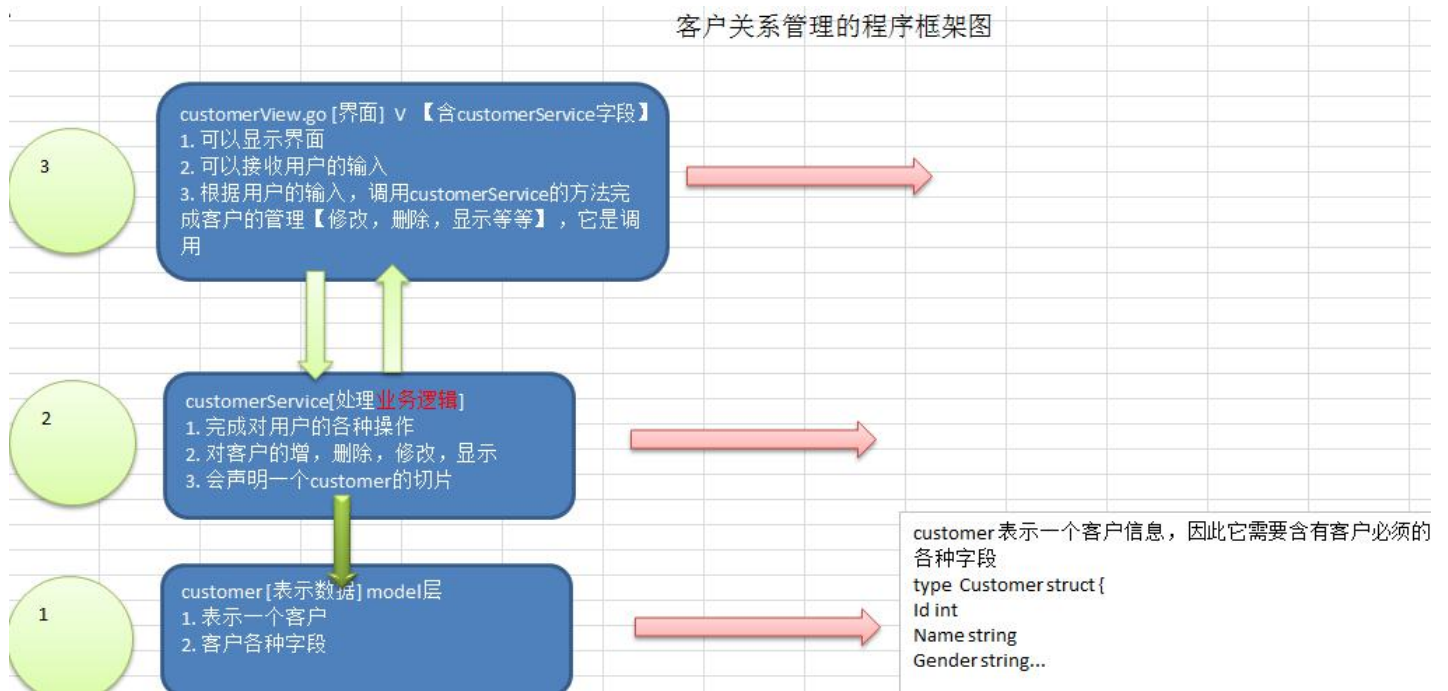 客户关系管理的程序框架图
3
customerView.go [界面] V 【含customerService字段】
1. 可以显示界面
2. 可以接收用户的输入
3. 根据用户的输入，调用customerService的方法完
成客户的管理【修改，删除，显示等等】，它是调
用
2
customerService[处理业务逻辑]
1. 完成对用户的各种操作
2. 对客户的增，删除，修改，显示
3. 会声明一个customer的切片
1
customer [表示数据] model层
1. 表示一个客户
2. 客户各种字段
customer 表示一个客户信息，因此它需要含有客户必须的
各种字段
type Customer struct {
Id int
Name string
Gender string...